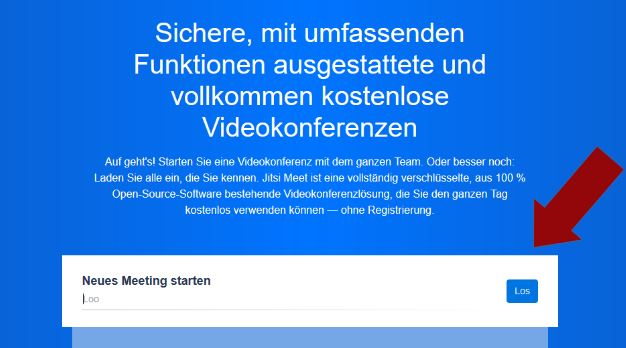 Sichere, mit umfassenden
Funktionen ausgestattete und
vollkommen kostenlose
Videokonferenzen
Auf geht's! Starten Sie eine Videokonferenz mit dem ganzen Team. Oder besser noch:
Laden Sie alle ein, die Sie kennen. Jitsi Meet ist eine vollständig verschlüsselte, aus 100 %
Open-Source-Software bestehende Videokonferenzlösung, die Sie den ganzen Tag
kostenlos verwenden können — ohne Registrierung.
Neues Meeting starten
Loo
Los